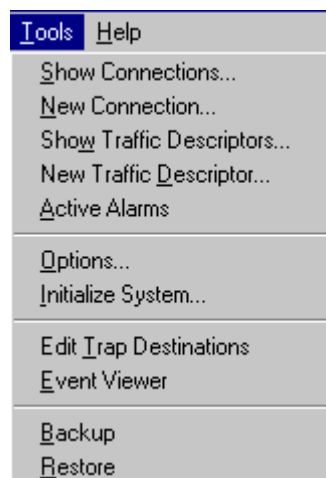 Tools Help
Show Connections...
New Connection...
Show Traffic Descriptors...
New Traffic Descriptor...
Active Alarms
Options...
Initialize System...
Edit Trap Destinations
Event Viewer
Backup
Restore